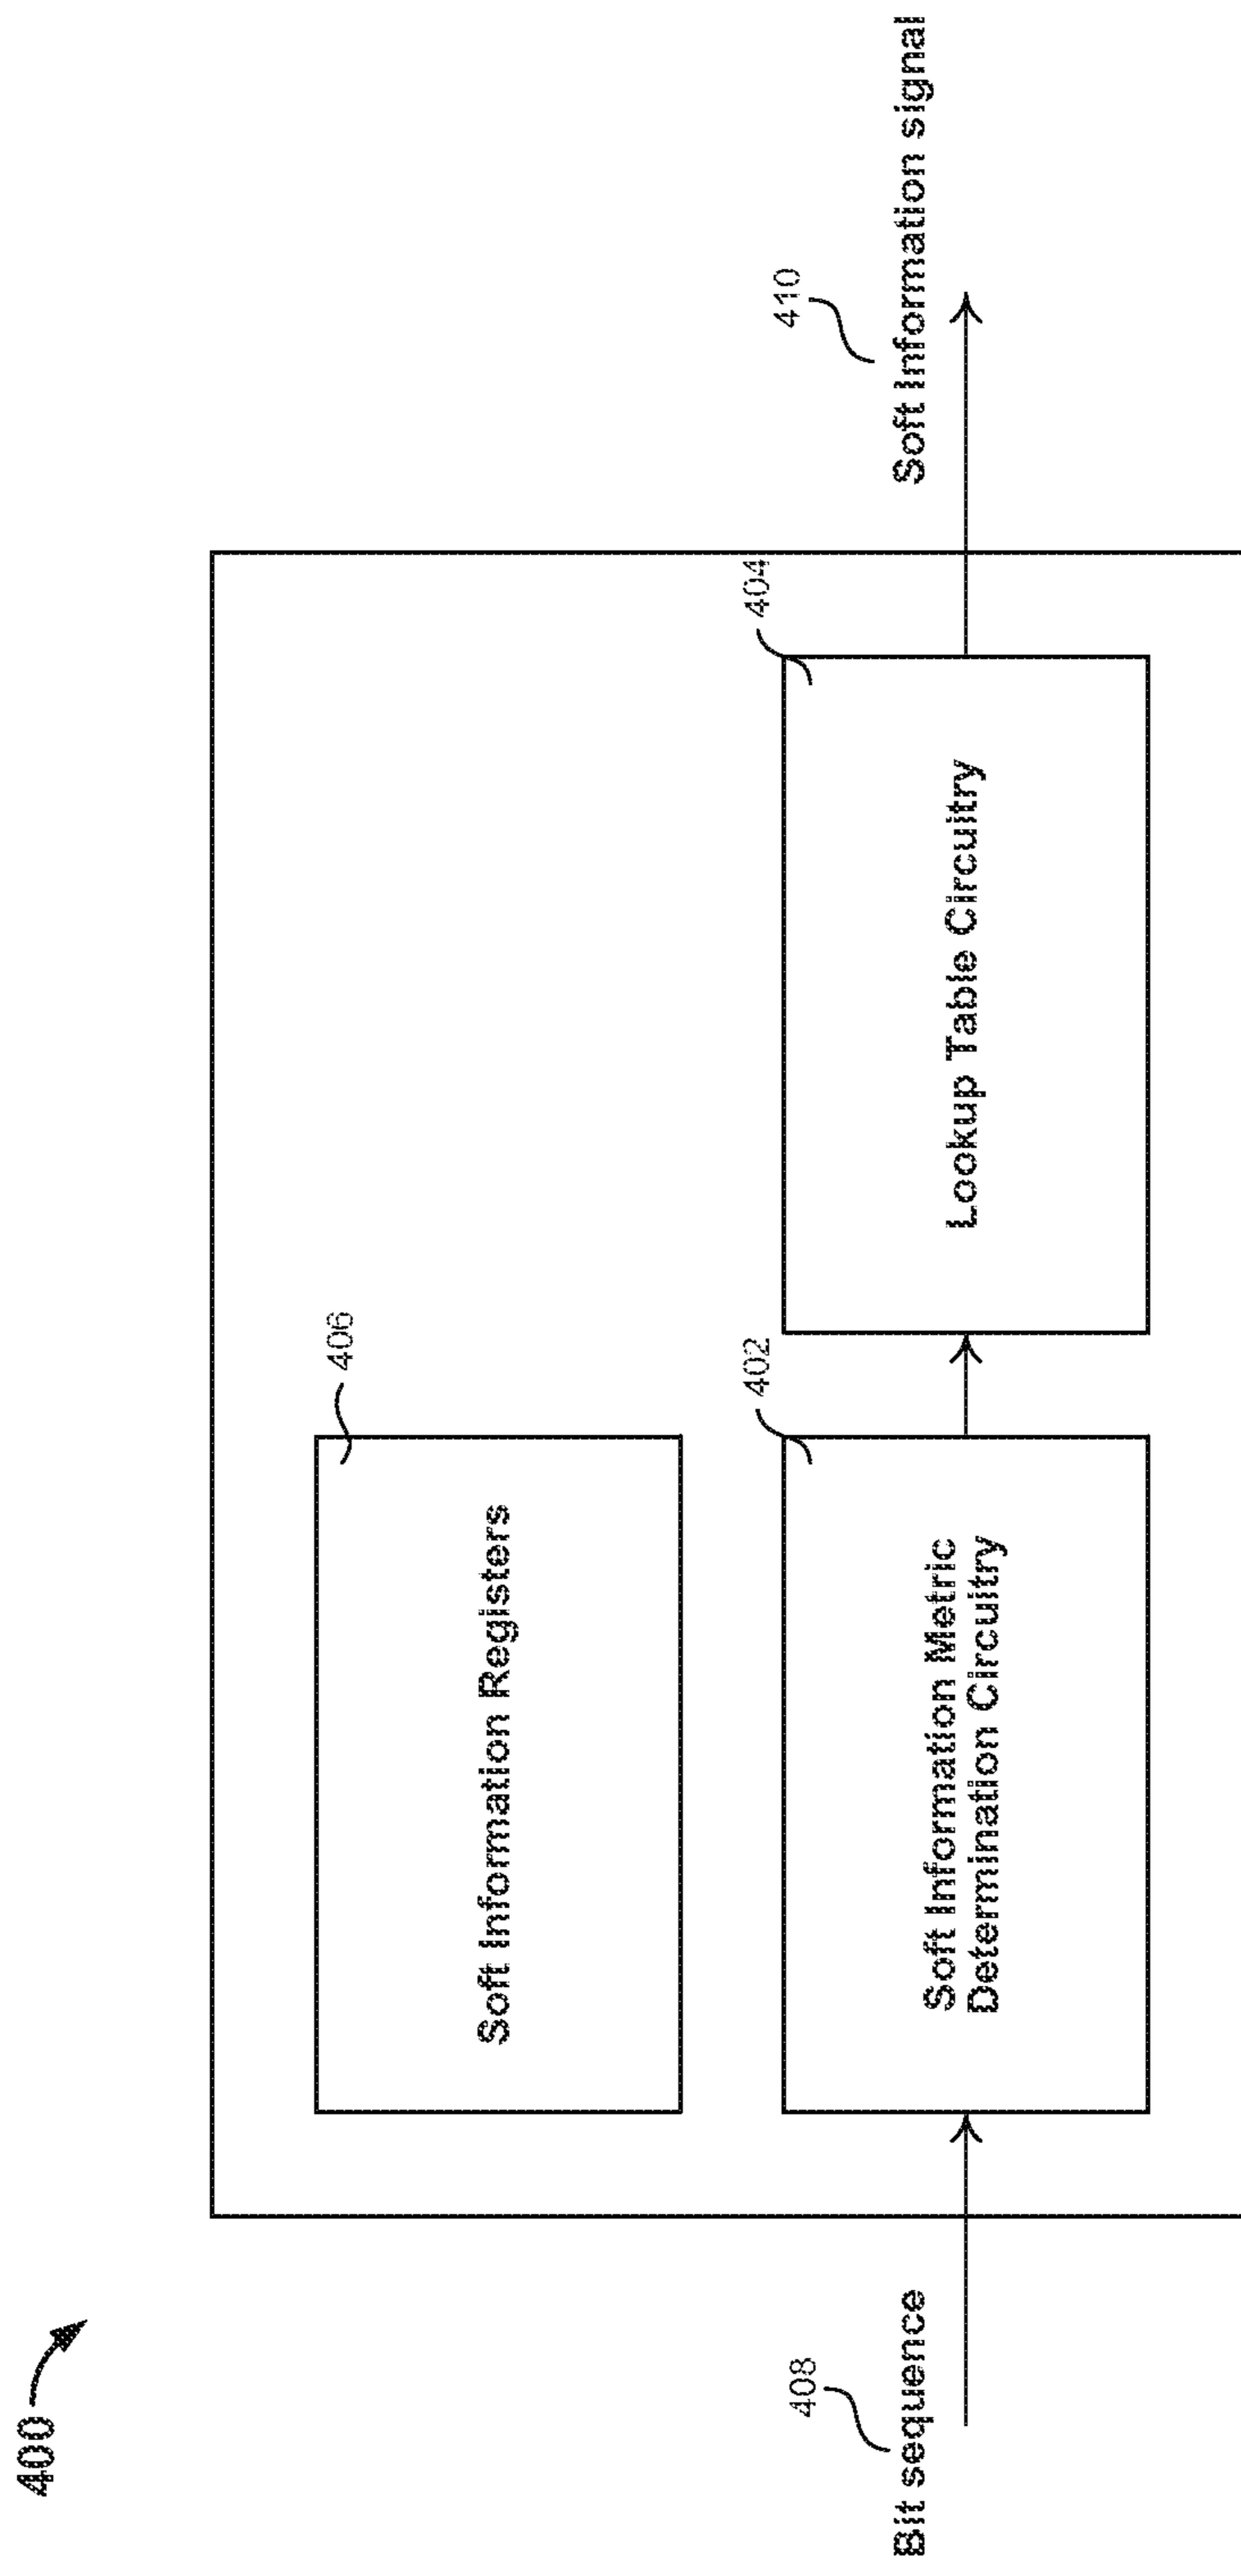 400
406
Soft Information Registers
408
Bit sequence
402
Soft Information Metric
Determination Circuitry
404
Lookup Table Circuitry
410
Soft Information signal